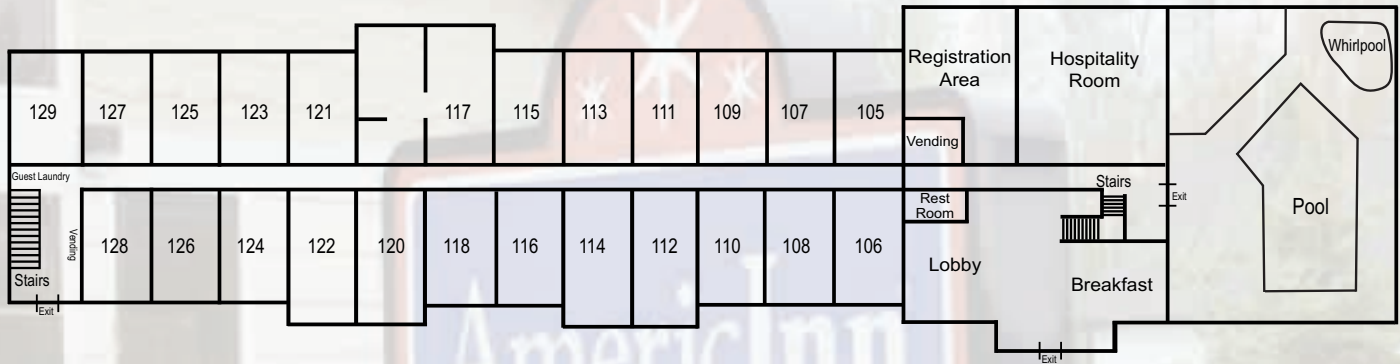 Registration
Area
Hospitality
Room
Whirlpool
129
127
125
123
121
117
115
113
111
109
107
105
Vending
Guest Laundry
Stairs
Exit
Rest
Room
Pool
Vending
128
126
124
122
120
118
116
114
112
110
108
106
Lobby
Breakfast
Stairs
Exit
Exit
AmericInn